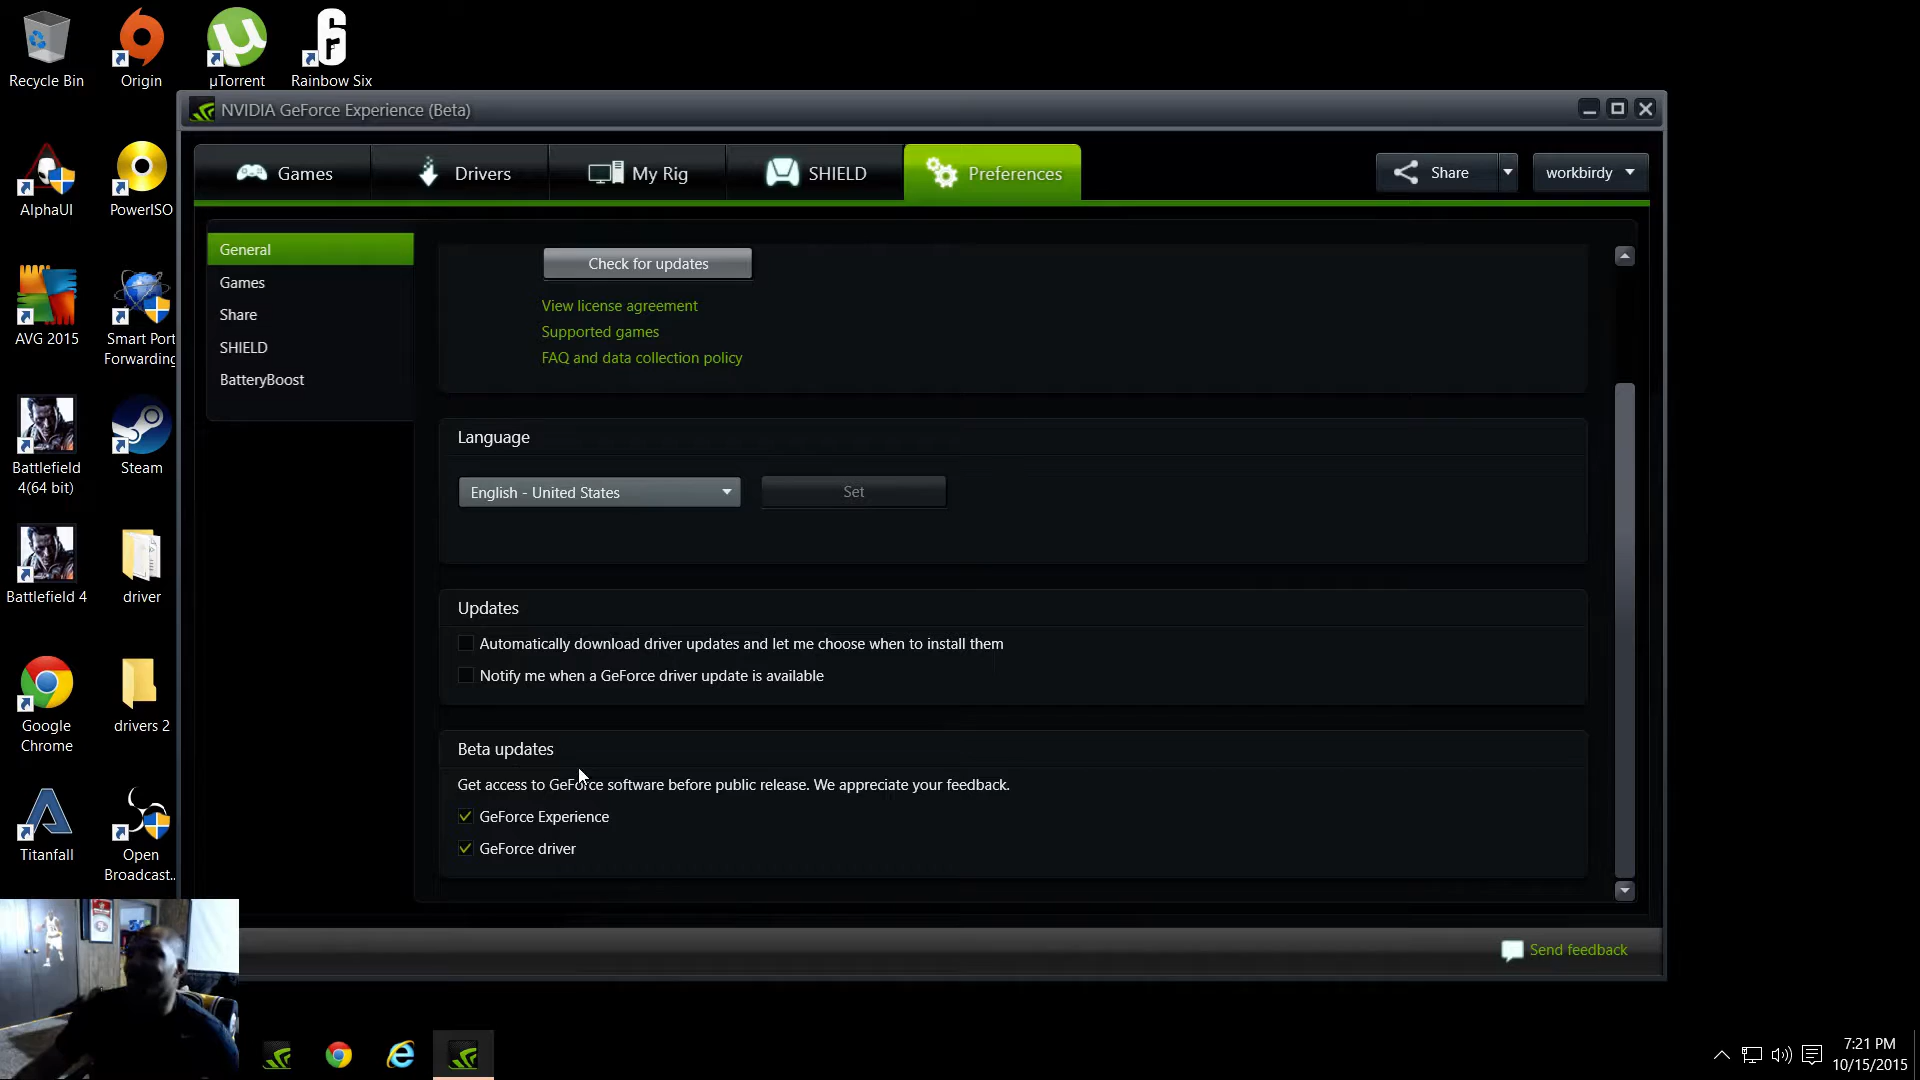 Recycle Bin
Origin
µTorrent
Rainbow Six
NVIDIA GeForce Experience (Beta)
Games
Drivers
My Rig
SHIELD
Preferences
Share
workbirdy
AlphaUI
PowerISO
General
Games
Share
SHIELD
BatteryBoost
Check for updates
View license agreement
Supported games
FAQ and data collection policy
AVG 2015
Smart Port
Forwarding
Language
English - United States
Set
Battlefield
4(64 bit)
Steam
Updates
Automatically download driver updates and let me choose when to install them
Notify me when a GeForce driver update is available
Battlefield 4
driver
Beta updates
Get access to GeForce software before public release. We appreciate your feedback.
GeForce Experience
GeForce driver
Google
Chrome
drivers 2
Titanfall
Open
Broadcast...
Send feedback
7:21 PM
10/15/2015